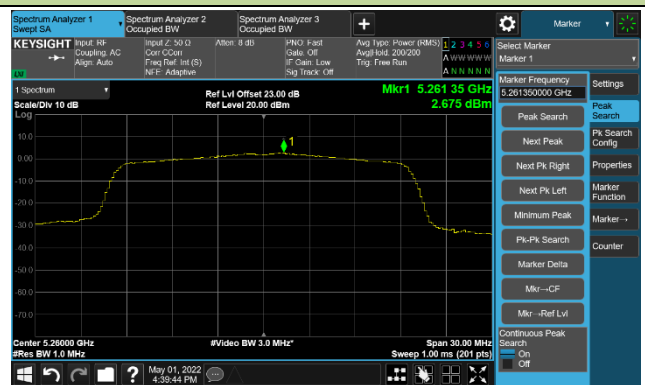 Spectrum Analyzer 1
Swept SA
Spectrum Analyzer 2
Occupied BW
Spectrum Analyzer 3
Occupied BW
Marker
KEYSIGHT
Input: RF
Coupling: AC
Align: Auto
Input Z: 50 Ω
Corr CCorr
Freq Ref: Int (S)
NFE: Adaptive
Atten: 8 dB
PNO: Fast
Gate: Off
IF Gain: Low
Sig Track: Off
Avg Type: Power (RMS)
Avg|Hold: 200/200
Trig: Free Run
1 2 3 4 5 6
A W W W W W
A N N N N N
Select Marker
Marker 1
1 Spectrum
Scale/Div 10 dB
Log
Ref Lvl Offset 23.00 dB
Ref Level 20.00 dBm
Mkr1 5.261 35 GHz
2.675 dBm
Marker Frequency
5.261350000 GHz
Settings
Peak Search
Next Peak
Next Pk Right
Next Pk Left
Minimum Peak
Pk-Pk Search
Marker Delta
Mkr→CF
Mkr→Ref Lvl
Continuous Peak
Search
On
Off
Peak
Search
Pk Search
Config
Properties
Marker
Function
Marker→
Counter
1
10.0
0.00
-10.0
-20.0
-30.0
-40.0
-50.0
-60.0
-70.0
Center 5.26000 GHz
#Res BW 1.0 MHz
#Video BW 3.0 MHz*
Span 30.00 MHz
Sweep 1.00 ms (201 pts)
?
May 01, 2022
4:39:44 PM